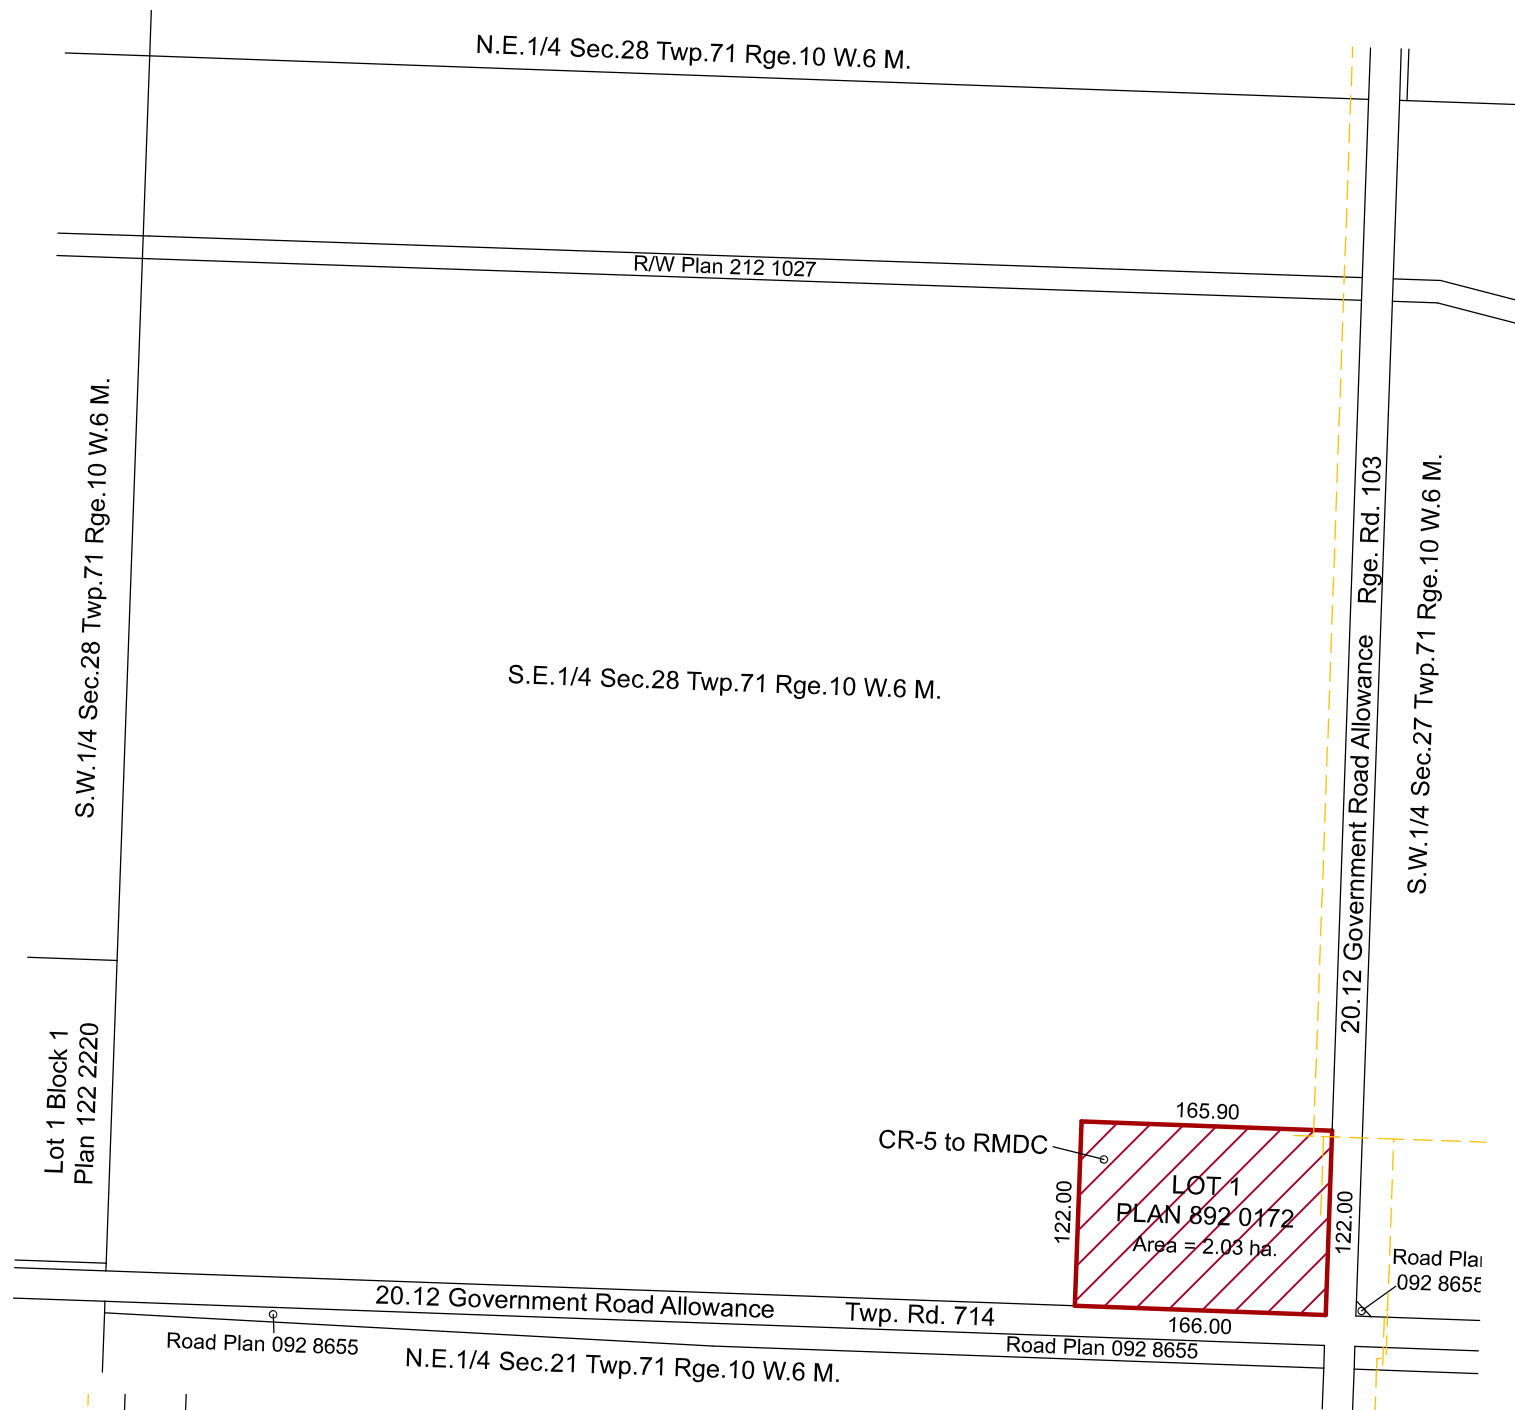 N.E.1/4 Sec.28 Twp.71 Rge.10 W.6 M.
R/W Plan 212 1027
S.W.1/4 Sec.28 Twp.71 Rge.10 W.6 M.
20.12 Government Road Allowance Rge. Rd. 103
S.W.1/4 Sec.27 Twp.71 Rge.10 W.6 M.
S.E.1/4 Sec.28 Twp.71 Rge.10 W.6 M.
Lot 1 Block 1
Plan 122 2220
165.90
CR-5 to RMDC
122.00
LOT 1
PLAN 892 0172
Area = 2.03 ha.
122.00
166.00
Road Pla
092 8655
20.12 Government Road Allowance Twp. Rd. 714
Road Plan 092 8655
Road Plan 092 8655
N.E.1/4 Sec.21 Twp.71 Rge.10 W.6 M.